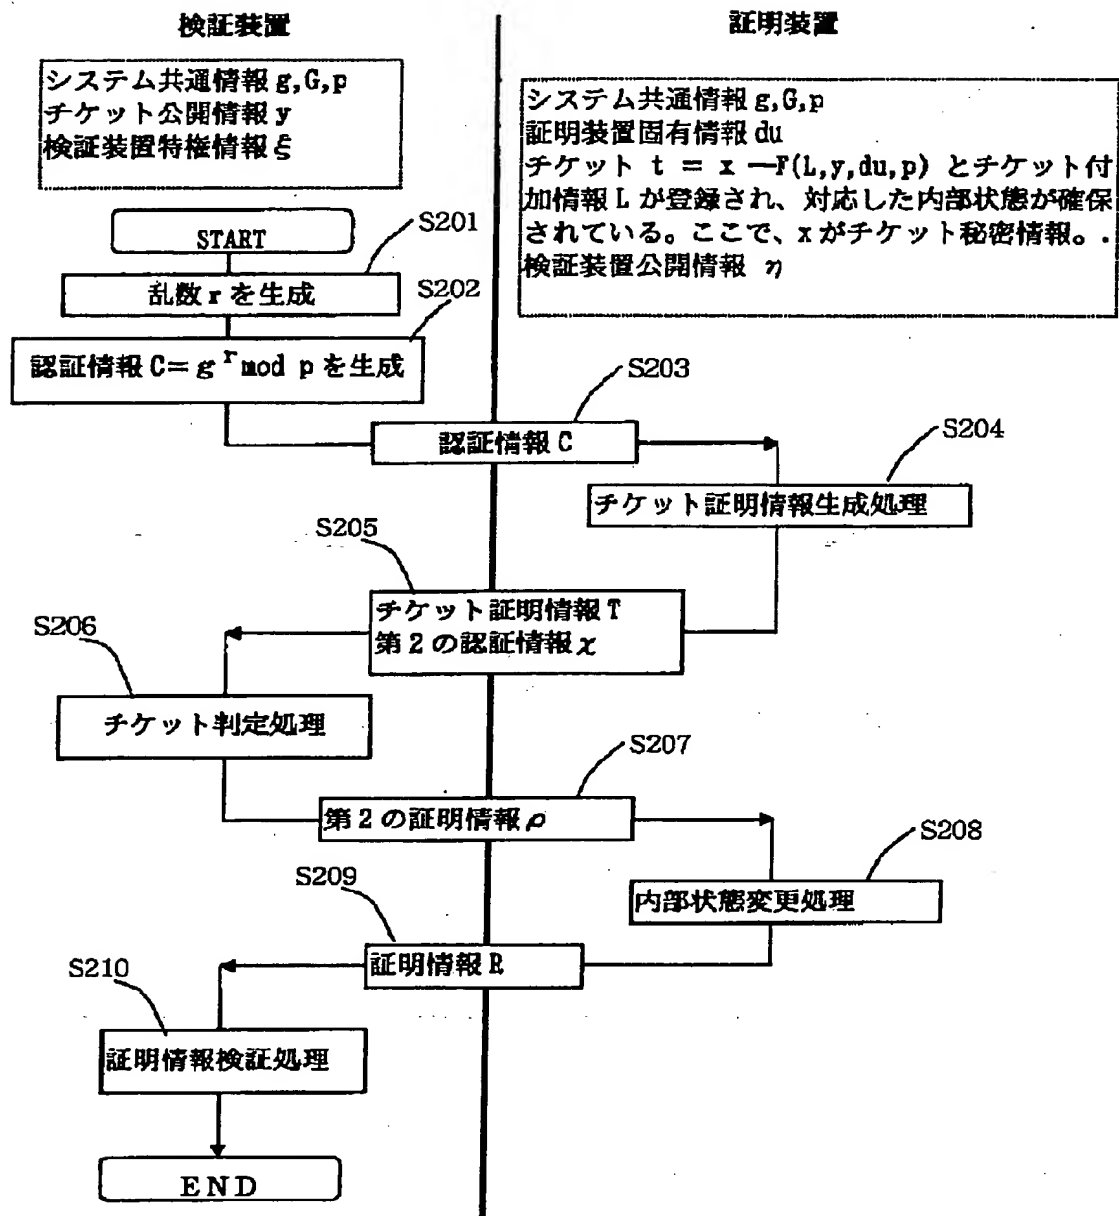 検証装置
システム共通情報 g,G,p
チケット公開情報 y
検証装置特権情報 ξ
証明装置
システム共通情報 g,G,p
証明装置固有情報 du
チケット t = x −F(L,y,du,p) とチケット付
加情報 L が登録され、対応した内部状態が確保
されている。ここで、x がチケット秘密情報。.
検証装置公開情報 η
START
S201
乱数 r を生成
S202
認証情報 C= g^r mod p を生成
S203
認証情報 C
S204
チケット証明情報生成処理
S205
チケット証明情報 T
第2の認証情報 χ
S206
チケット判定処理
S207
第2の証明情報 ρ
S208
内部状態変更処理
S209
証明情報 R
S210
証明情報検証処理
END